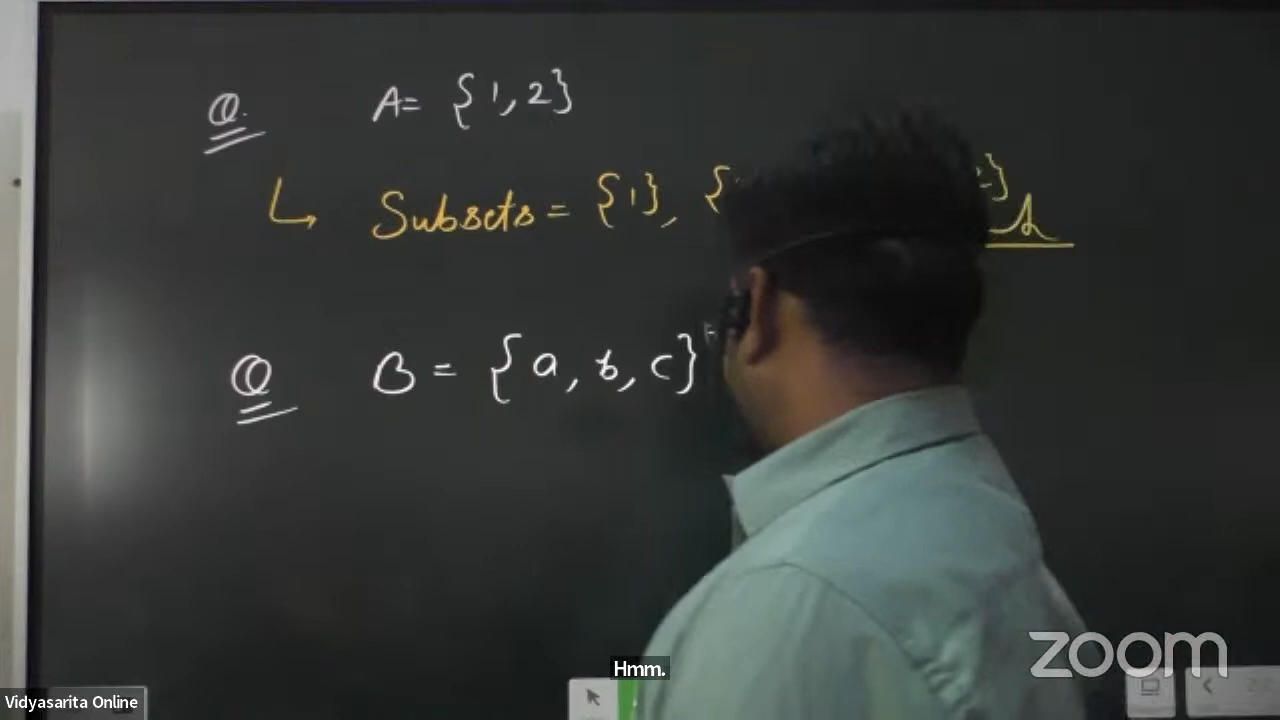 Q. A= {1,2}
↳ Subsets = {1}, {
Q B = {a, b, c}
Hmm.
zoom
Vidyasarita Online